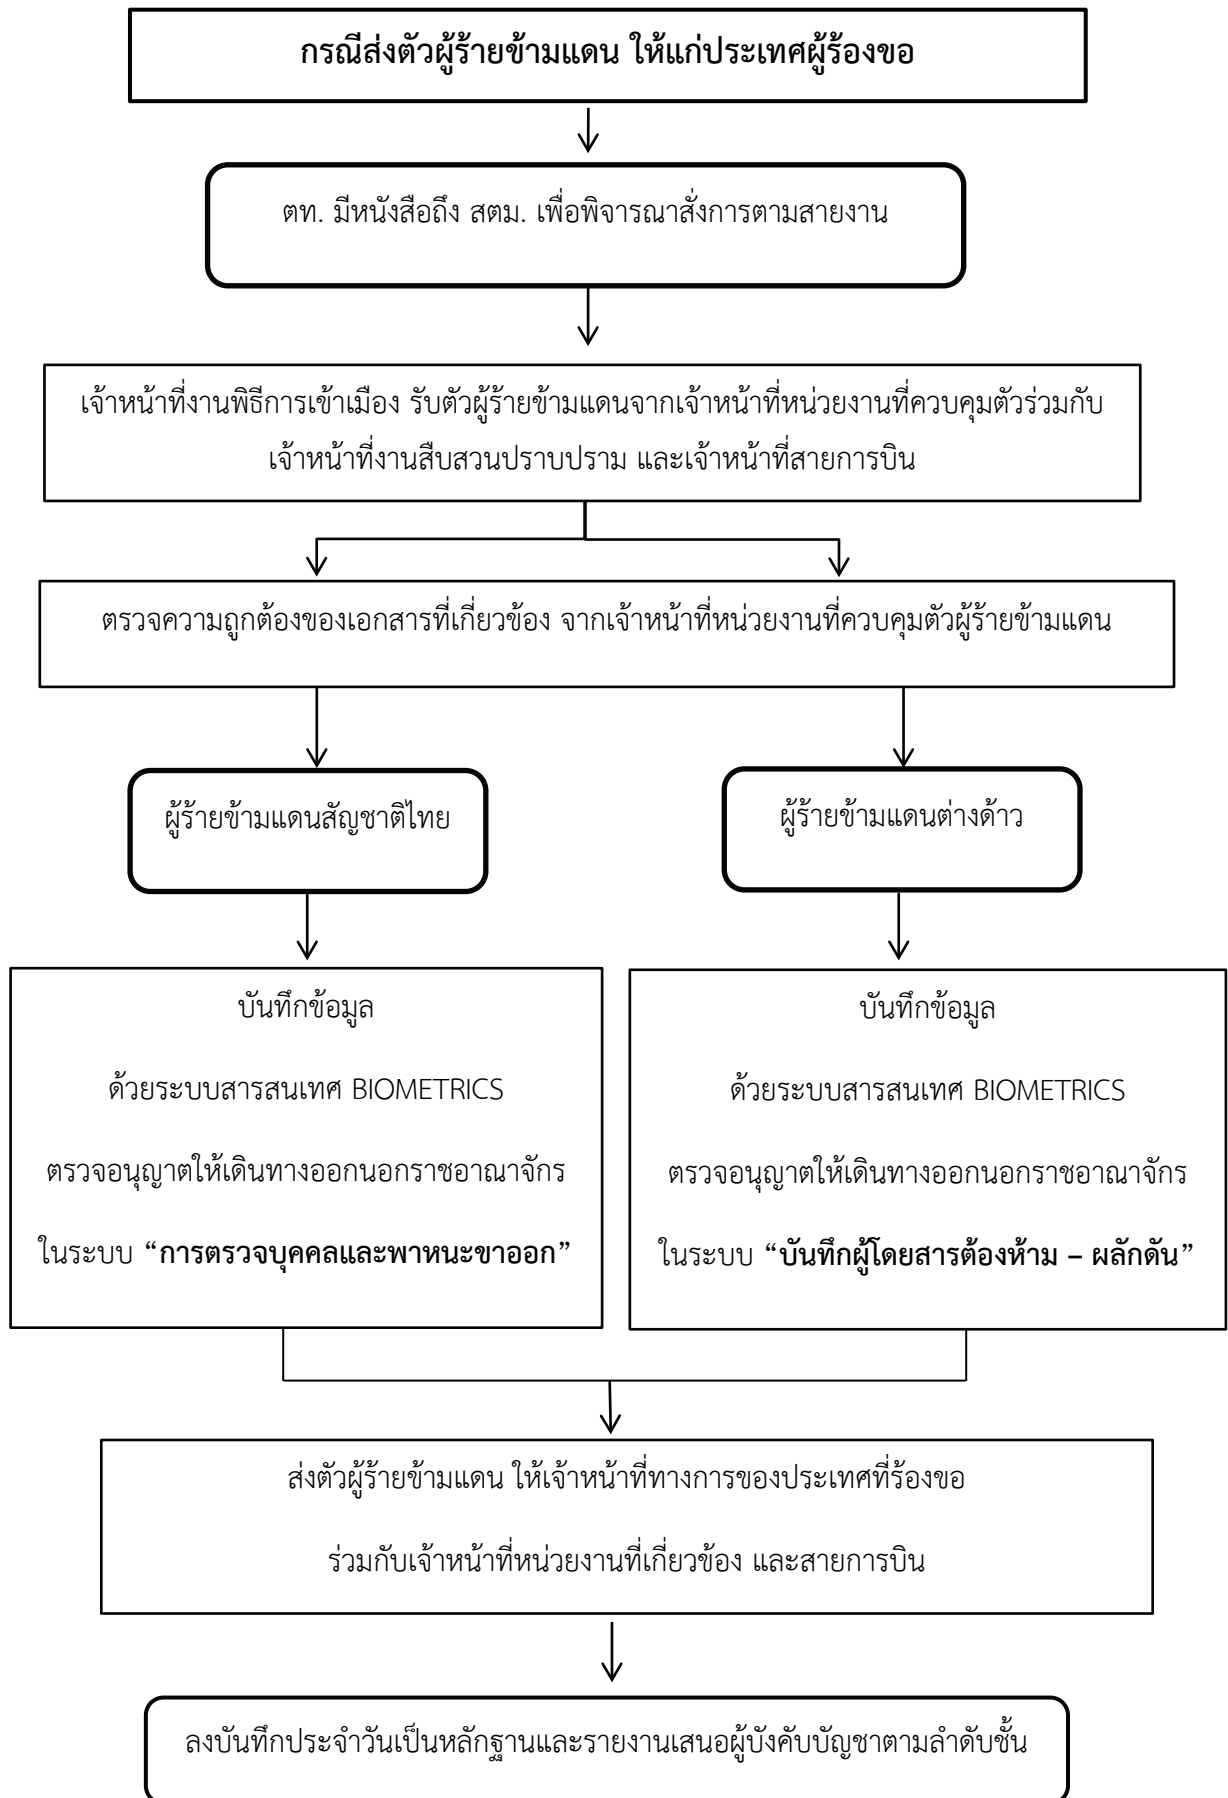 กรณีส่งตัวผู้ร้ายข้ามแดน ให้แก่ประเทศผู้ร้องขอ
ตท. มีหนังสือถึง สตม. เพื่อพิจารณาสั่งการตามสายงาน
เจ้าหน้าที่งานพิธีการเข้าเมือง รับตัวผู้ร้ายข้ามแดนจากเจ้าหน้าที่หน่วยงานที่ควบคุมตัวร่วมกับ
เจ้าหน้าที่งานสืบสวนปราบปราม และเจ้าหน้าที่สายการบิน
ตรวจความถูกต้องของเอกสารที่เกี่ยวข้อง จากเจ้าหน้าที่หน่วยงานที่ควบคุมตัวผู้ร้ายข้ามแดน
ผู้ร้ายข้ามแดนสัญชาติไทย
ผู้ร้ายข้ามแดนต่างด้าว
บันทึกข้อมูล
ด้วยระบบสารสนเทศ BIOMETRICS
ตรวจอนุญาตให้เดินทางออกนอกราชอาณาจักร
ในระบบ “การตรวจบุคคลและพาหนะขาออก”
บันทึกข้อมูล
ด้วยระบบสารสนเทศ BIOMETRICS
ตรวจอนุญาตให้เดินทางออกนอกราชอาณาจักร
ในระบบ “บันทึกผู้โดยสารต้องห้าม – ผลักดัน”
ส่งตัวผู้ร้ายข้ามแดน ให้เจ้าหน้าที่ทางการของประเทศที่ร้องขอ
ร่วมกับเจ้าหน้าที่หน่วยงานที่เกี่ยวข้อง และสายการบิน
ลงบันทึกประจำวันเป็นหลักฐานและรายงานเสนอผู้บังคับบัญชาตามลำดับชั้น